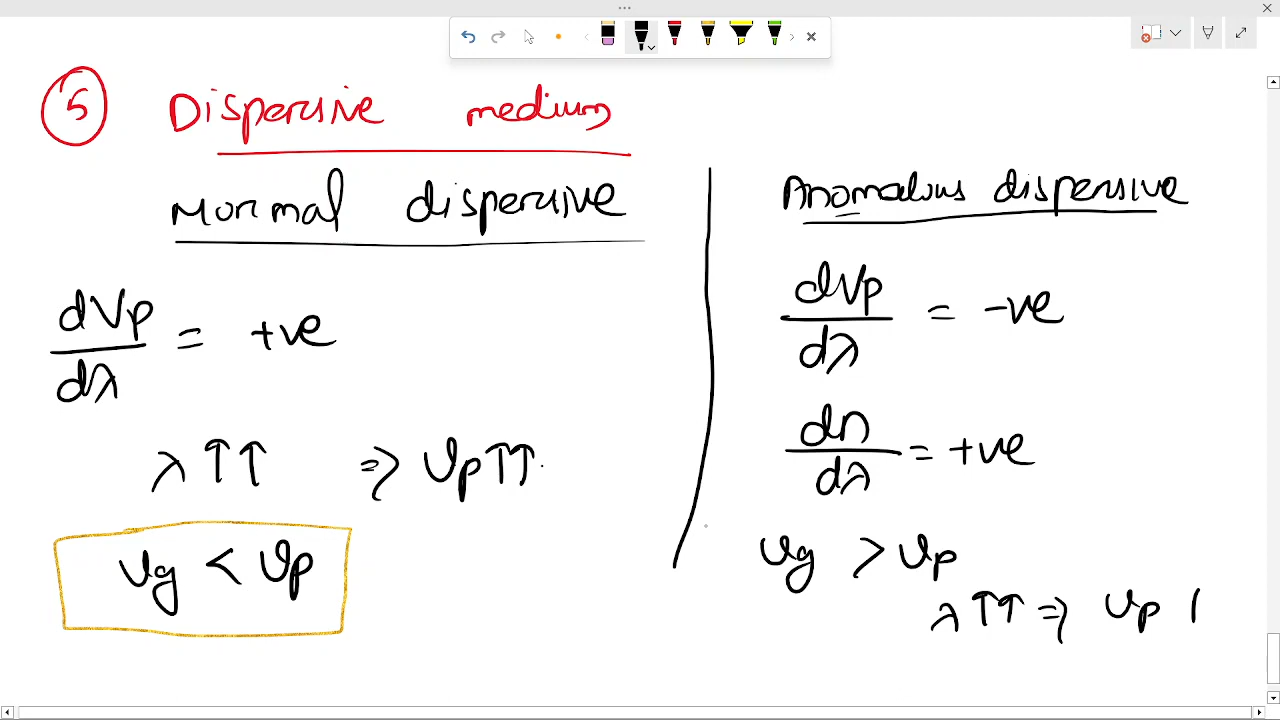 5 Dispersive medium
Normal dispersive
dVp/dλ = +ve
λ ↑↑ ⇒ Vp ↑↑
Vg < Vp
Anomalous dispersive
dVp/dλ = -ve
dn/dλ = +ve
Vg > Vp
λ ↑↑ ⇒ Vp